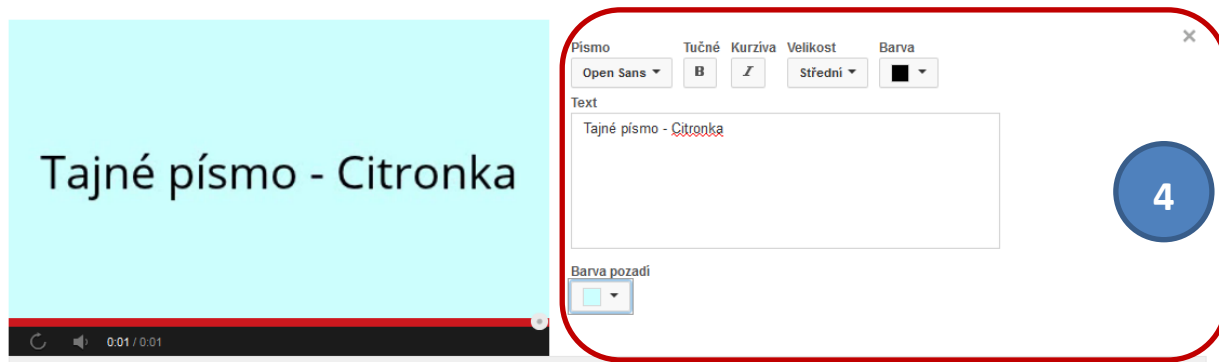 Tajné písmo - Citronka
0:01 / 0:01
Písmo Tučné Kurzíva Velikost Barva
Open Sans B I Střední
Text
Tajné písmo - Citronka
Barva pozadí
4